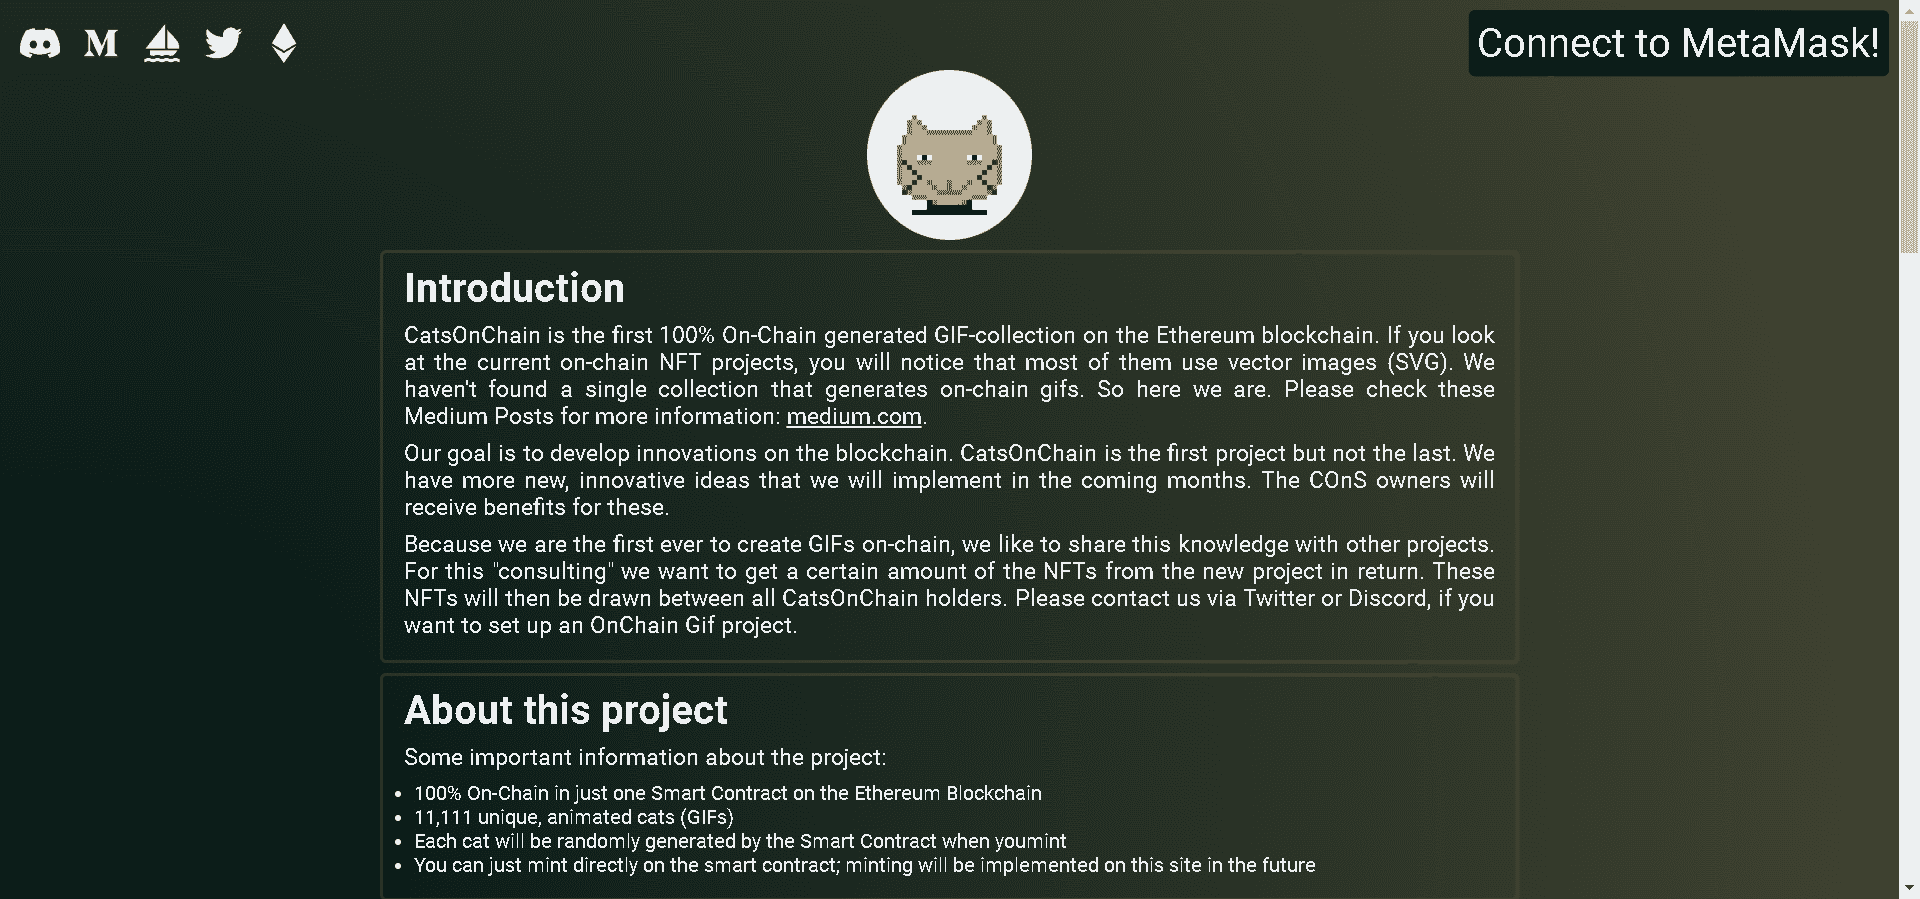 M
Connect to MetaMask!
Introduction
CatsOnChain is the first 100% On-Chain generated GIF-collection on the Ethereum blockchain. If you look
at the current on-chain NFT projects, you will notice that most of them use vector images (SVG). We
haven't found a single collection that generates on-chain gifs. So here we are. Please check these
Medium Posts for more information: medium.com.
Our goal is to develop innovations on the blockchain. CatsOnChain is the first project but not the last. We
have more new, innovative ideas that we will implement in the coming months. The COnS owners will
receive benefits for these.
Because we are the first ever to create GIFs on-chain, we like to share this knowledge with other projects.
For this "consulting" we want to get a certain amount of the NFTs from the new project in return. These
NFTs will then be drawn between all CatsOnChain holders. Please contact us via Twitter or Discord, if you
want to set up an OnChain Gif project.
About this project
Some important information about the project:
• 100% On-Chain in just one Smart Contract on the Ethereum Blockchain
• 11,111 unique, animated cats (GIFs)
• Each cat will be randomly generated by the Smart Contract when youmint
• You can just mint directly on the smart contract; minting will be implemented on this site in the future